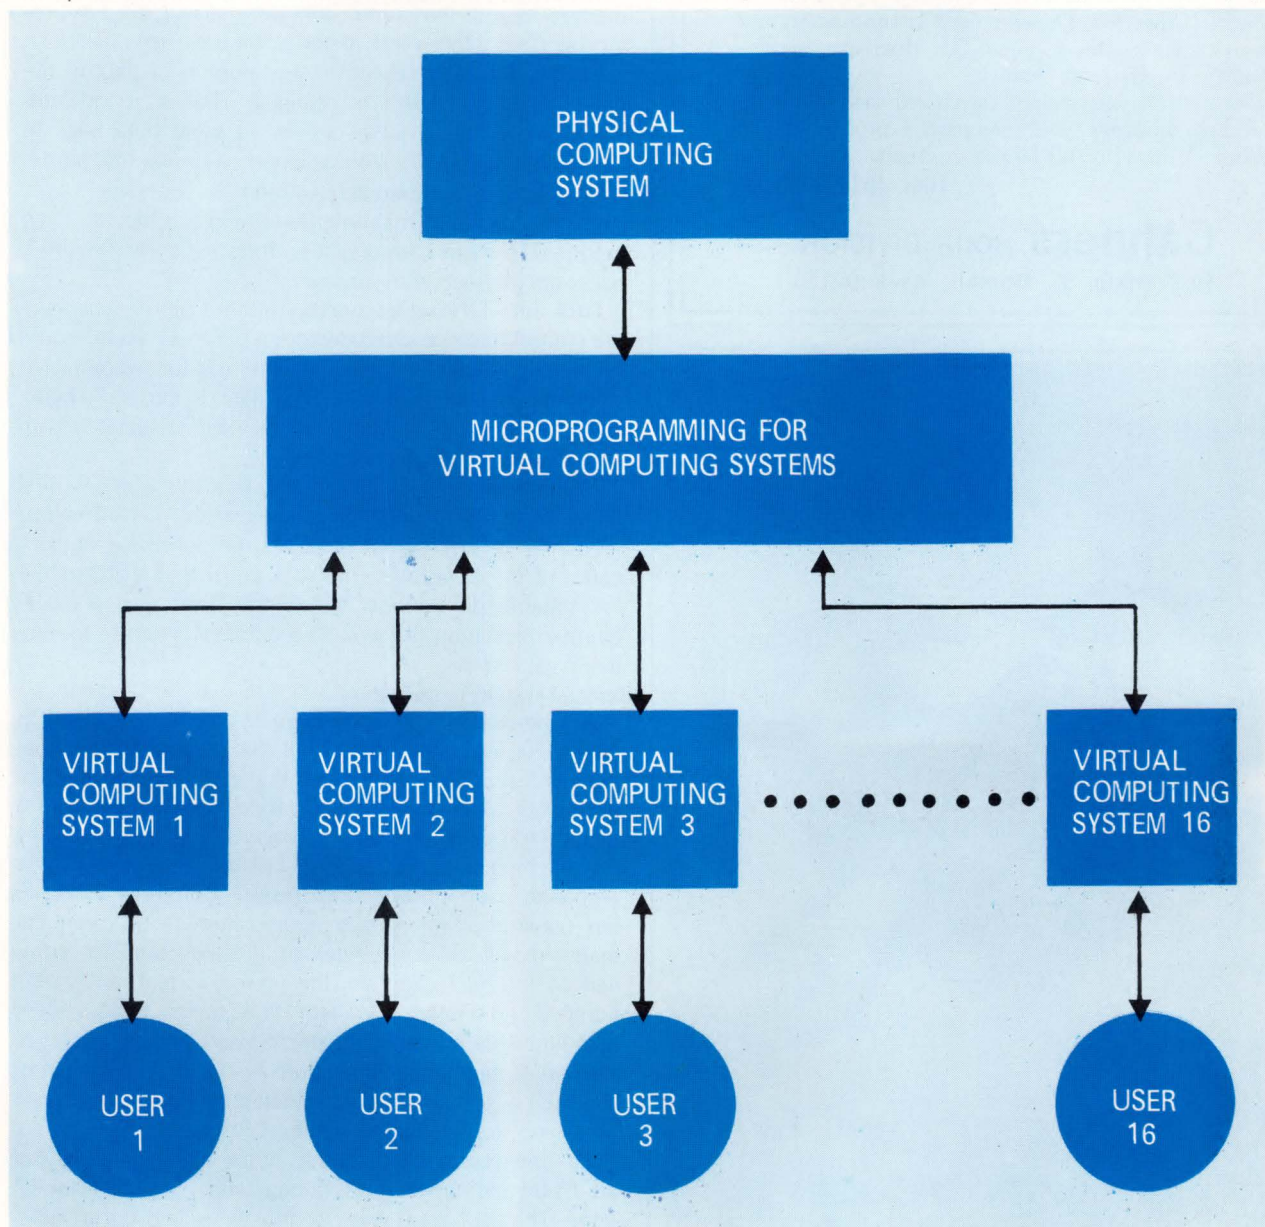 PHYSICAL
COMPUTING
SYSTEM
MICROPROGRAMMING FOR
VIRTUAL COMPUTING SYSTEMS
VIRTUAL
COMPUTING
SYSTEM 1
VIRTUAL
COMPUTING
SYSTEM 2
VIRTUAL
COMPUTING
SYSTEM 3
VIRTUAL
COMPUTING
SYSTEM 16
USER
1
USER
2
USER
3
USER
16